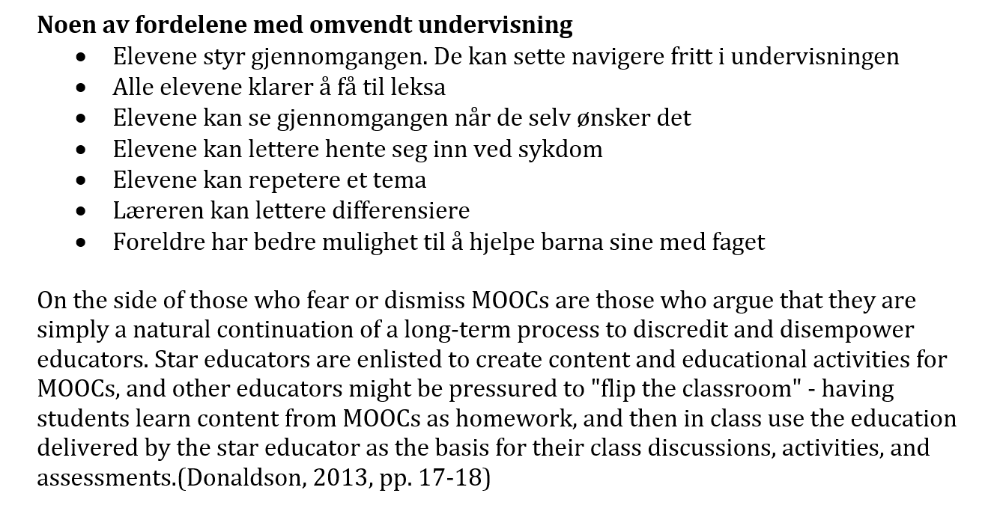 Noen av fordelene med omvendt undervisning
• Elevene styr gjennomgangen. De kan sette navigere fritt i undervisningen
• Alle elevene klarer å få til leksa
• Elevene kan se gjennomgangen når de selv ønsker det
• Elevene kan lettere hente seg inn ved sykdom
• Elevene kan repetere et tema
• Læreren kan lettere differensiere
• Foreldre har bedre mulighet til å hjelpe barna sine med faget
On the side of those who fear or dismiss MOOCs are those who argue that they are
simply a natural continuation of a long-term process to discredit and disempower
educators. Star educators are enlisted to create content and educational activities for
MOOCs, and other educators might be pressured to "flip the classroom" - having
students learn content from MOOCs as homework, and then in class use the education
delivered by the star educator as the basis for their class discussions, activities, and
assessments.(Donaldson, 2013, pp. 17-18)